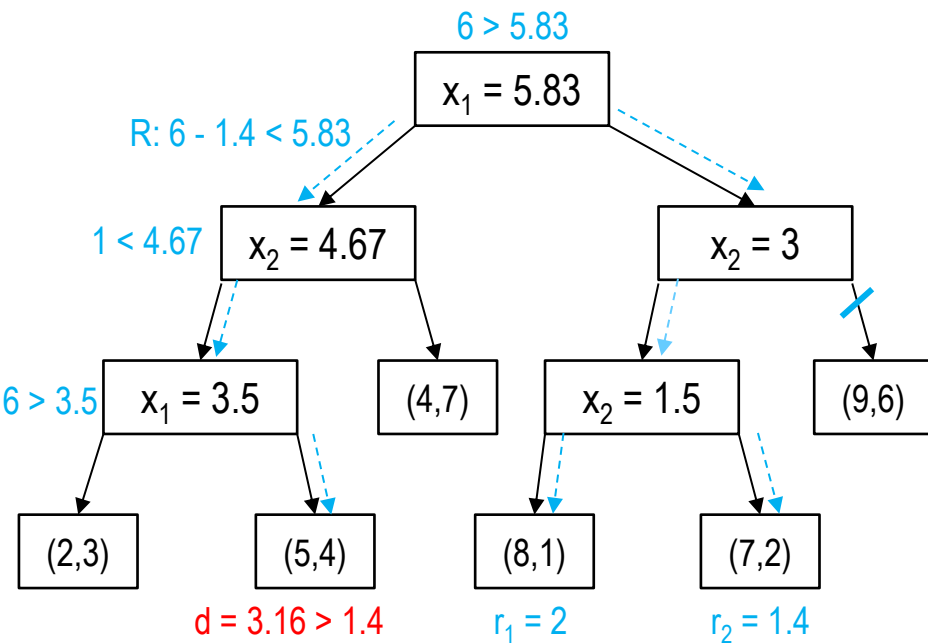 6 > 5.83
x₁ = 5.83
R: 6 - 1.4 < 5.83
1 < 4.67
x₂ = 4.67
x₂ = 3
6 > 3.5
x₁ = 3.5
(4,7)
x₂ = 1.5
(9,6)
(2,3)
(5,4)
(8,1)
(7,2)
d = 3.16 > 1.4
r₁ = 2
r₂ = 1.4